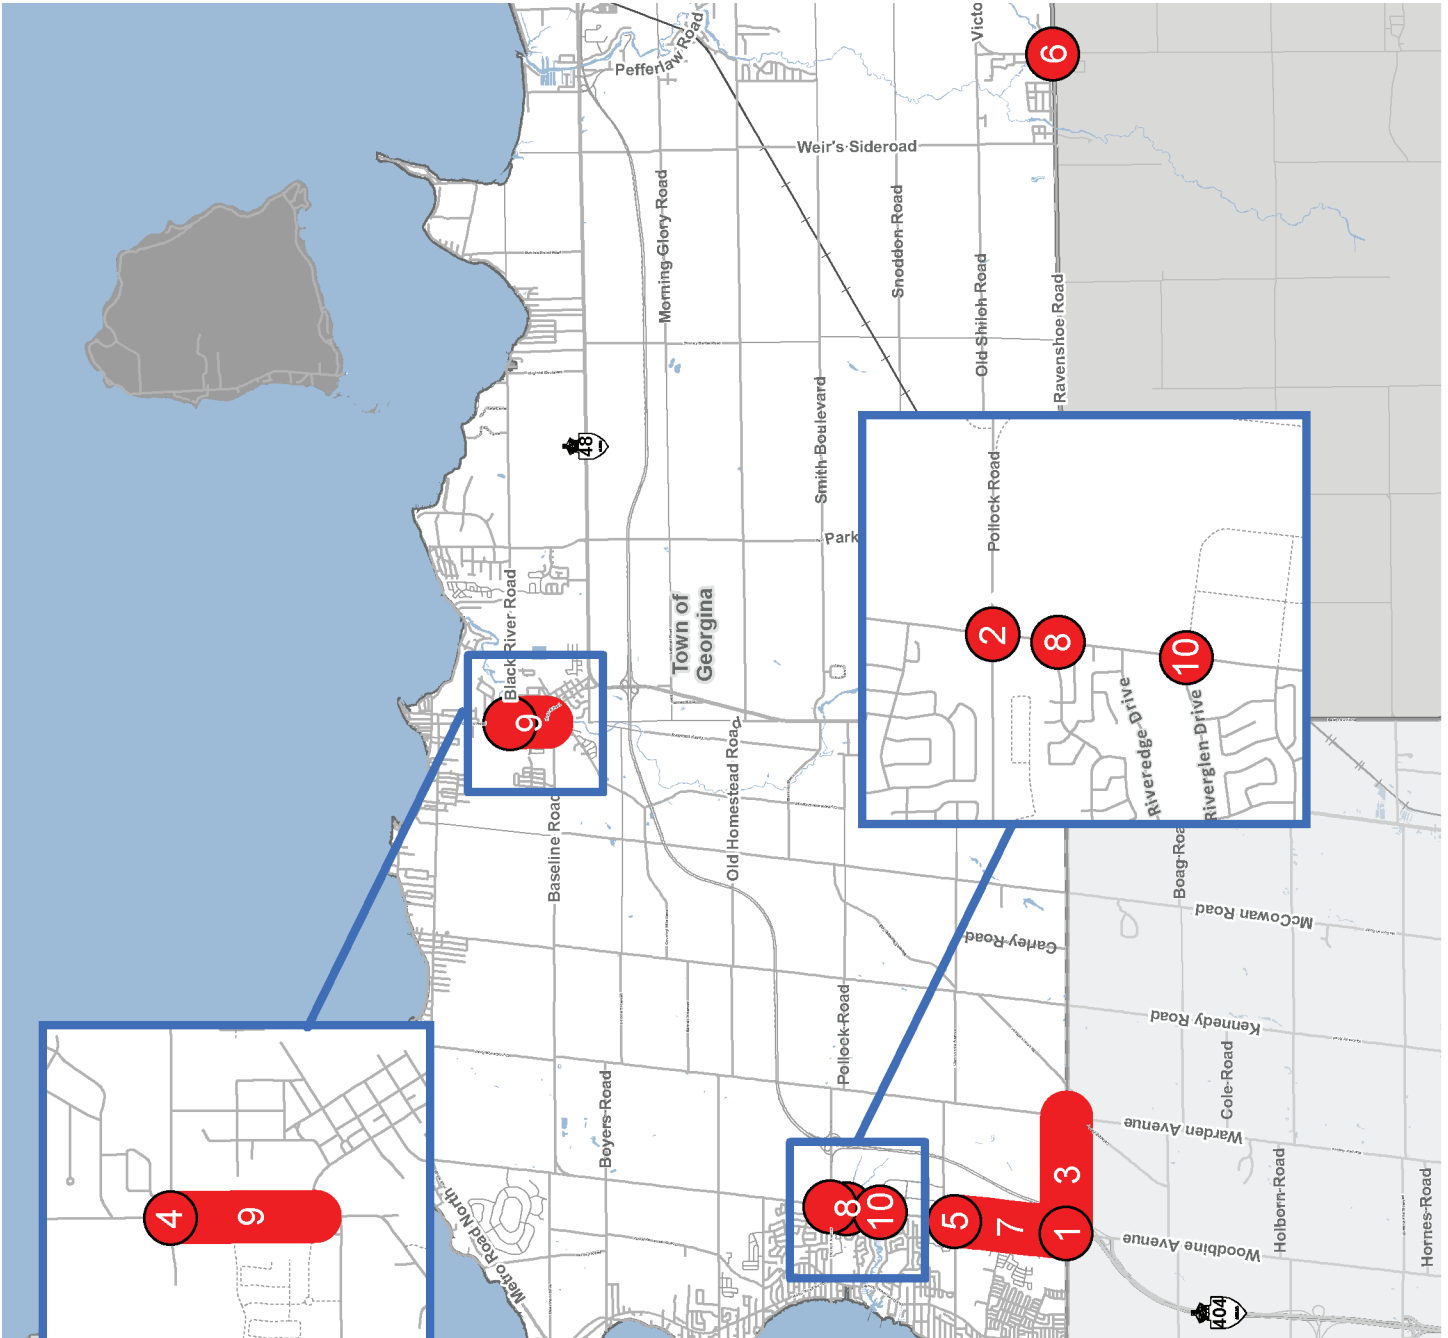 Pefferlaw Road
Victo
6
Weir's Sideroad
Morning Glory Road
Snoddon Road
Old Shiloh Road
Ravenshoe Road
48
Smith Boulevard
Park
Pollock Road
2
8
10
Riveredge Drive
Riverglen Drive
Black River Road
Town of
Georgina
9
Old Homestead Road
Baseline Road
Boag Roa
McCowan Road
Carley Road
Kennedy Road
Pollock Road
Cole Road
Boyers Road
Warden Avenue
3
4
9
Metro Road North
8
10
5
7
1
Holborn Road
Woodbine Avenue
Hornes Road
404